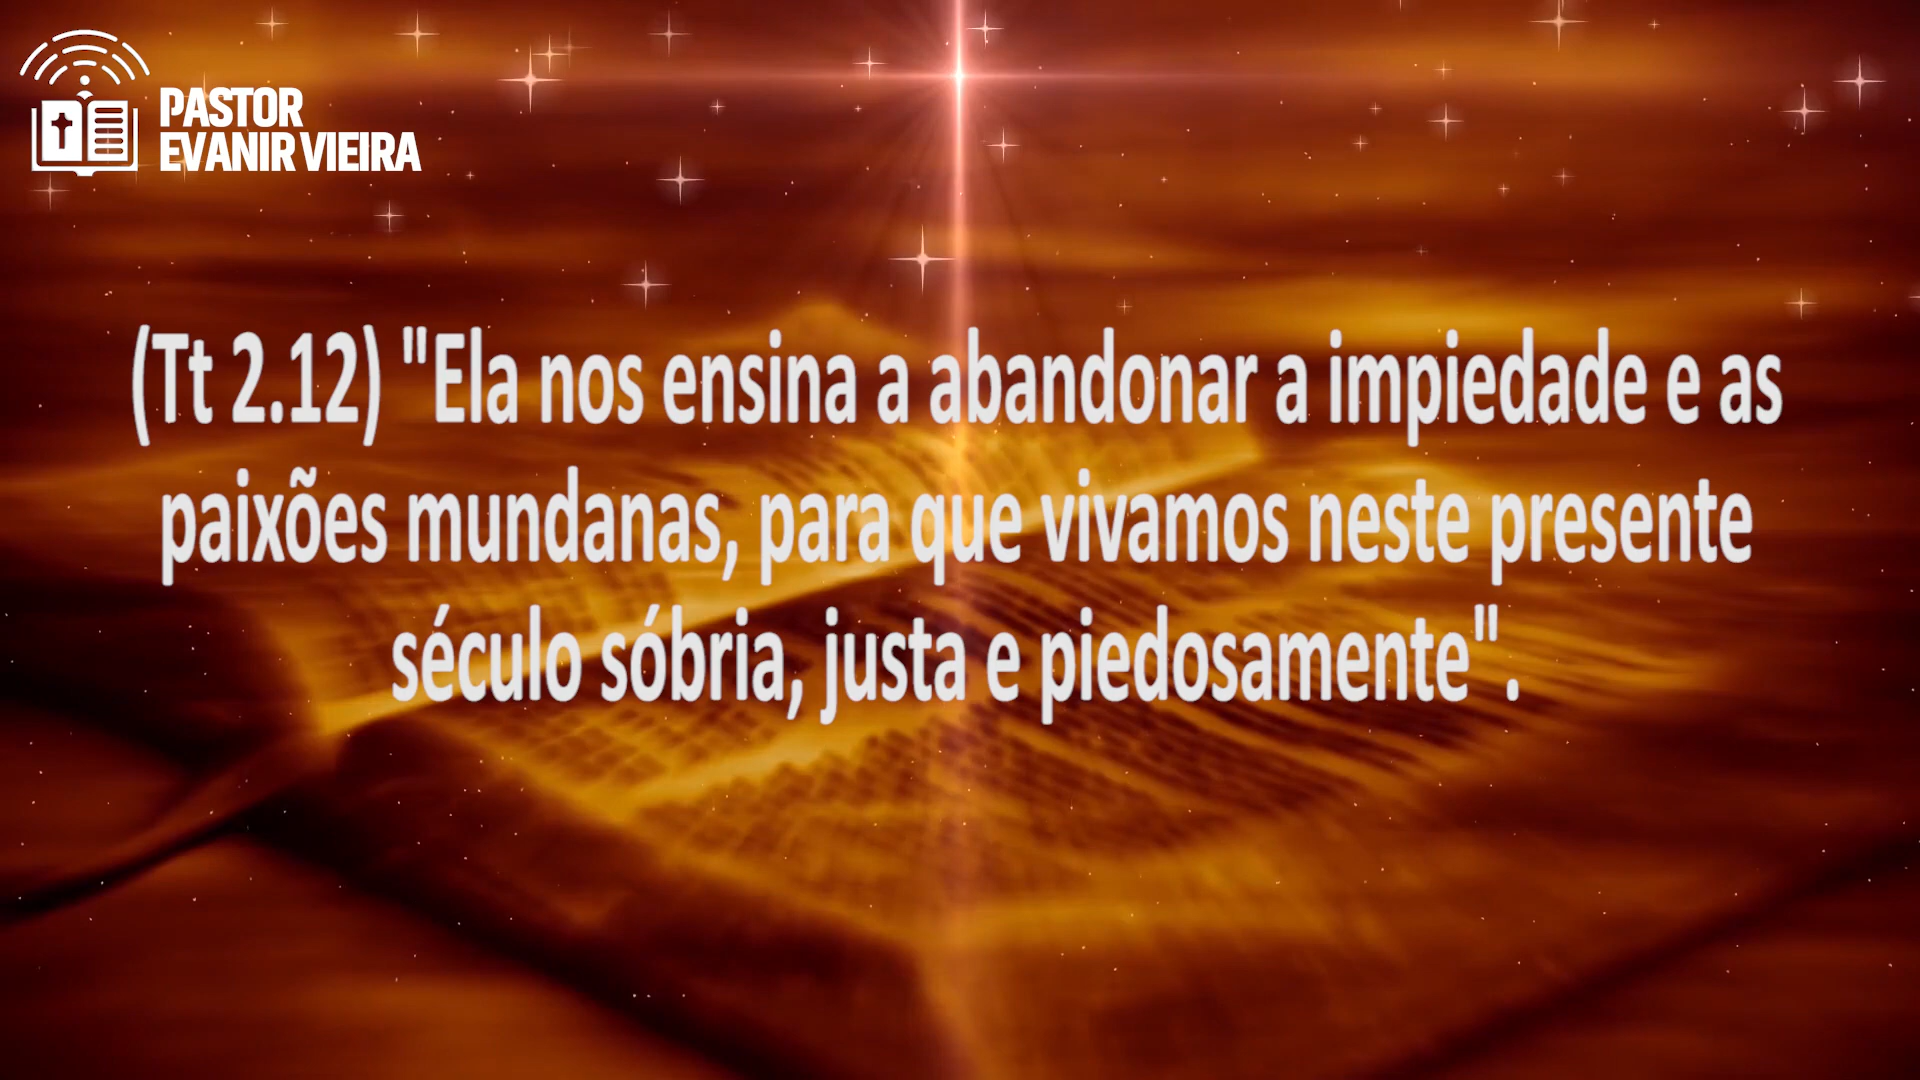 PASTOR
EVANIR VIEIRA
(Tt 2.12) "Ela nos ensina a abandonar a impiedade e as
paixões mundanas, para que vivamos neste presente
século sóbria, justa e piedosamente".